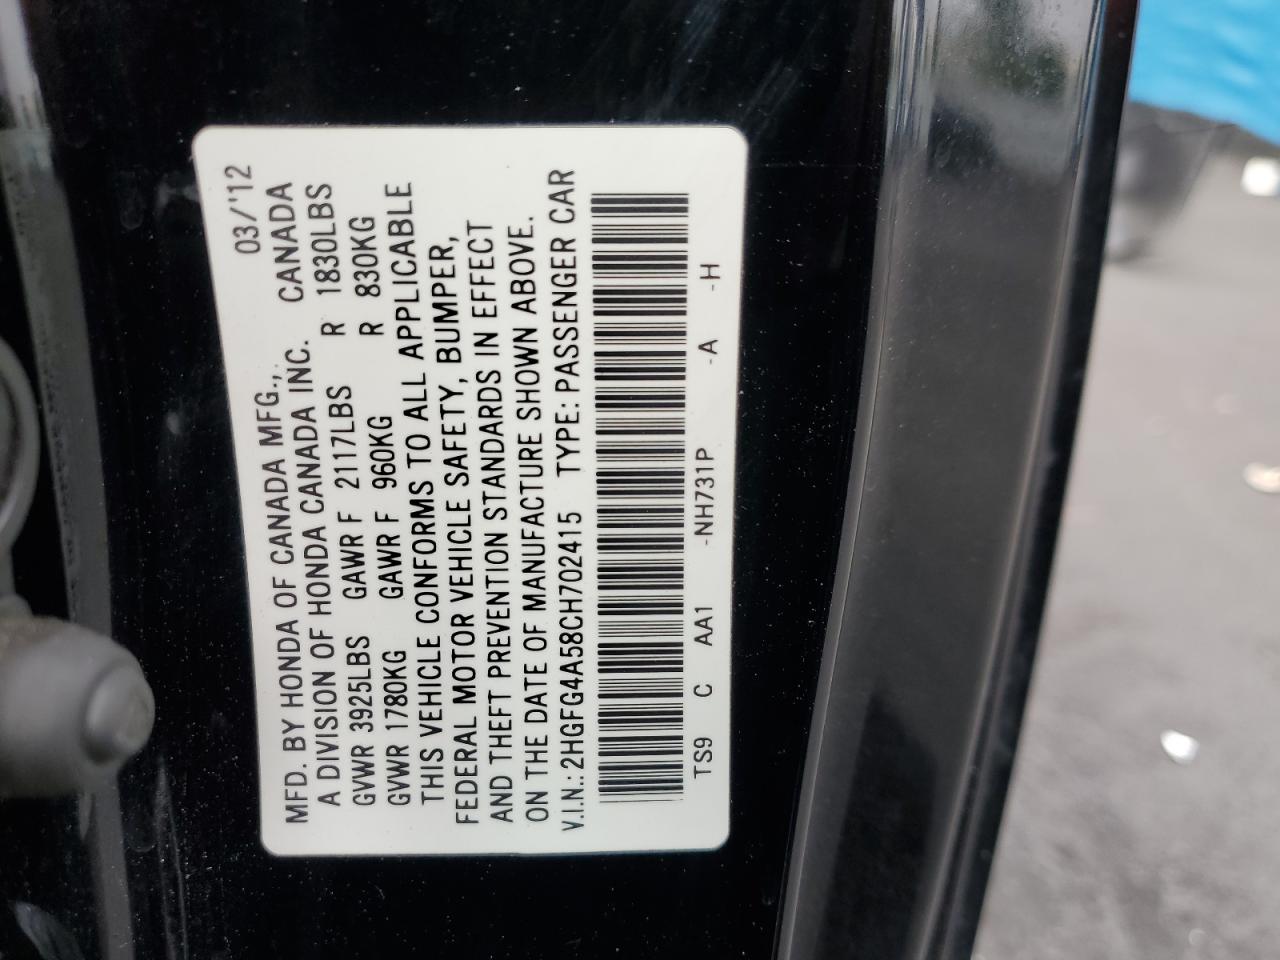 MFD. BY HONDA OF CANADA MFG., 03/'12
A DIVISION OF HONDA CANADA INC. CANADA
GVWR 3925LBS GAWR F 2117LBS R 1830LBS
GVWR 1780KG GAWR F 960KG R 830KG
THIS VEHICLE CONFORMS TO ALL APPLICABLE
FEDERAL MOTOR VEHICLE SAFETY, BUMPER,
AND THEFT PREVENTION STANDARDS IN EFFECT
ON THE DATE OF MANUFACTURE SHOWN ABOVE.
V.I.N.: 2HGFG4A58CH702415 TYPE: PASSENGER CAR
TS9 C AA1 -NH731P -A -H